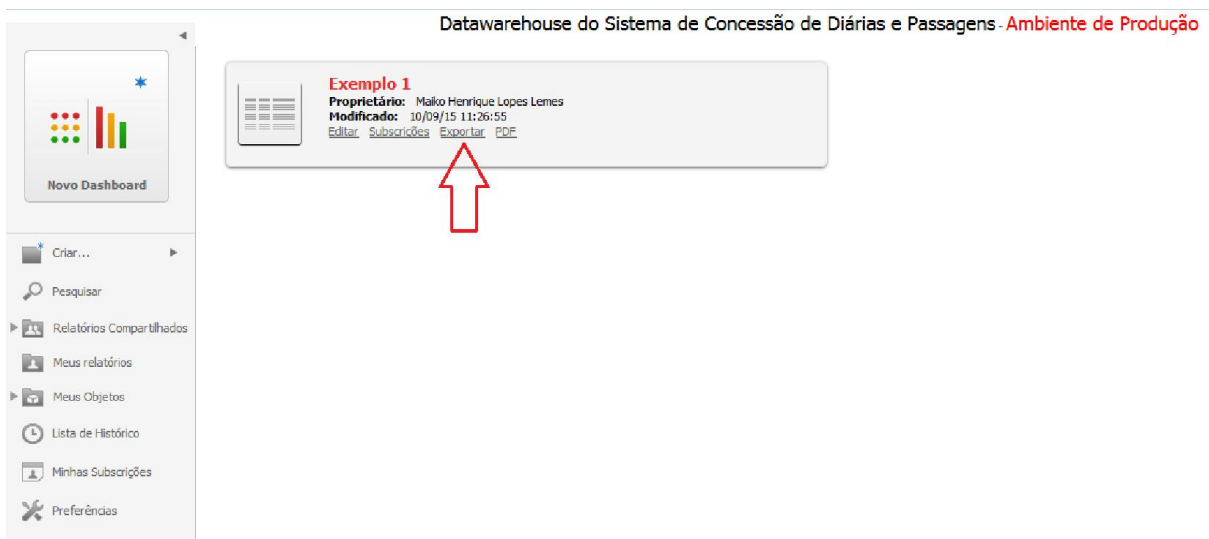 Datawarehouse do Sistema de Concessão de Diárias e Passagens - Ambiente de Produção
Novo Dashboard
Criar...
Pesquisar
Relatórios Compartilhados
Meus relatórios
Meus Objetos
Lista de Histórico
Minhas Subscrições
Preferências
Exemplo 1
Proprietário: Maiko Henrique Lopes Lemes
Modificado: 10/09/15 11:26:55
Editar Subscrições Exportar PDF